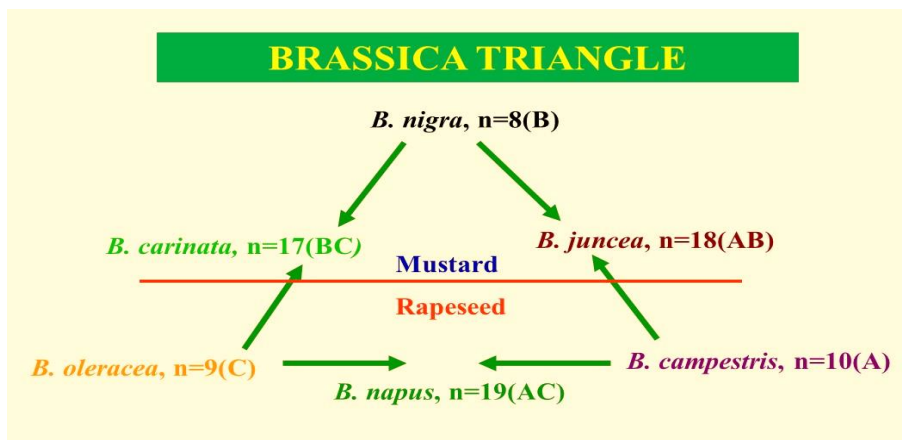 BRASSICA TRIANGLE
B. nigra, n=8(B)
B. carinata, n=17(BC)
B. juncea, n=18(AB)
Mustard
Rapeseed
B. oleracea, n=9(C)
B. campestris, n=10(A)
B. napus, n=19(AC)